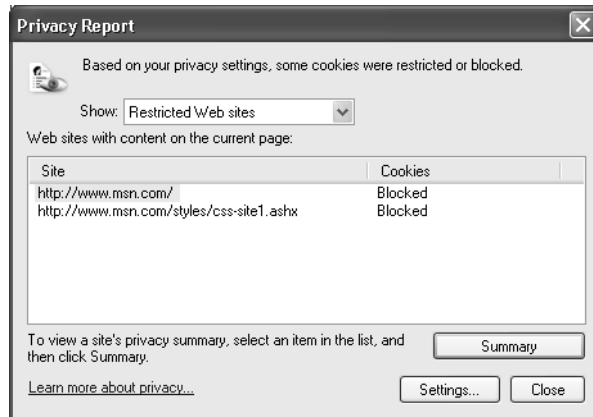 Privacy Report
Based on your privacy settings, some cookies were restricted or blocked.
Show: Restricted Web sites
Web sites with content on the current page:
Site Cookies
http://www.msn.com/ Blocked
http://www.msn.com/styles/css-site1.ashx Blocked
To view a site's privacy summary, select an item in the list, and
then click Summary.
Summary
Learn more about privacy...
Settings... Close